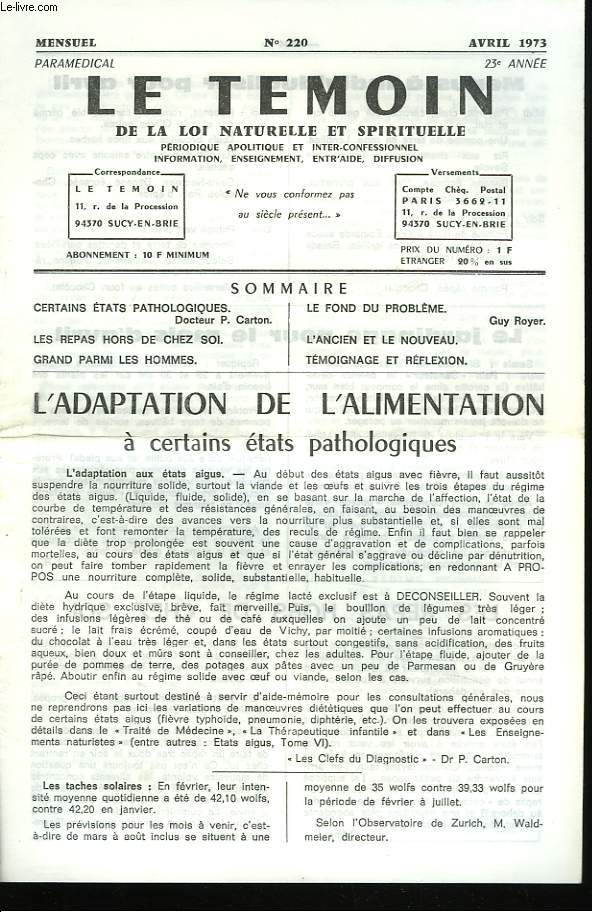 Le-livre.com
MENSUEL N° 220 AVRIL 1973
PARAMEDICAL 23e ANNÉE
LE TEMOIN
DE LA LOI NATURELLE ET SPIRITUELLE
PÉRIODIQUE APOLITIQUE ET INTER-CONFESSIONNEL
INFORMATION, ENSEIGNEMENT, ENTR'AIDE, DIFFUSION
Correspondance
LE TEMOIN
11, r. de la Procession
94370 SUCY-EN-BRIE
ABONNEMENT : 10 F MINIMUM
« Ne vous conformez pas
au siècle présent... »
Versements
Compte Chèq. Postal
PARIS 3662-11
11, r. de la Procession
94370 SUCY-EN-BRIE
PRIX DU NUMÉRO : 1 F
ETRANGER 20% en sus
SOMMAIRE
CERTAINS ÉTATS PATHOLOGIQUES.
Docteur P. Carton.
LES REPAS HORS DE CHEZ SOI.
GRAND PARMI LES HOMMES.
LE FOND DU PROBLÈME.
Guy Royer.
L'ANCIEN ET LE NOUVEAU.
TÉMOIGNAGE ET RÉFLEXION.
L'ADAPTATION DE L'ALIMENTATION
à certains états pathologiques
L'adaptation aux états aigus. — Au début des états aigus avec fièvre, il faut aussitôt
suspendre la nourriture solide, surtout la viande et les œufs et suivre les trois étapes du régime
des états aigus. (Liquide, fluide, solide), en se basant sur la marche de l'affection, l'état de la
courbe de température et des résistances générales, en faisant, au besoin des manœuvres de
contraires, c'est-à-dire des avances vers la nourriture plus substantielle et, si elles sont mal
tolérées et font remonter la température, des reculs de régime. Enfin il faut bien se rappeler
que la diète trop prolongée est souvent une cause d'aggravation et de complications, parfois
mortelles, au cours des états aigus et que si l'état général s'aggrave ou décline par dénutrition,
on peut faire tomber rapidement la fièvre et enrayer les complications, en redonnant A PRO-
POS une nourriture complète, solide, substantielle, habituelle.
Au cours de l'étape liquide, le régime lacté exclusif est à DECONSEILLER. Souvent la
diète hydrique exclusive, brève, fait merveille. Puis, le bouillon de légumes très léger ;
des infusions légères de thé ou de café auxquelles on ajoute un peu de lait concentré
sucré ; le lait frais écrémé, coupé d'eau de Vichy, par moitié ; certaines infusions aromatiques :
du chocolat à l'eau très léger et, dans les états surtout congestifs, sans acidification, des fruits
aqueux, bien doux et mûrs sont à conseiller, chez les adultes. Pour l'étape fluide, ajouter de la
purée de pommes de terre, des potages aux pâtes avec un peu de Parmesan ou de Gruyère
râpé. Aboutir enfin au régime solide avec œuf ou viande, selon les cas.
Ceci étant surtout destiné à servir d'aide-mémoire pour les consultations générales, nous
ne reprendrons pas ici les variations de manœuvres diététiques que l'on peut effectuer au cours
de certains états aigus (fièvre typhoïde, pneumonie, diphtérie, etc.). On les trouvera exposées en
détails dans le « Traité de Médecine », « La Thérapeutique infantile » et dans « Les Enseigne-
ments naturistes » (entre autres : Etats aigus, Tome VI).
« Les Clefs du Diagnostic » - Dr P. Carton.
Les taches solaires : En février, leur inten-
sité moyenne quotidienne a été de 42,10 wolfs,
contre 42,20 en janvier.
Les prévisions pour les mois à venir, c'est-
à-dire de mars à août inclus se situent à une
moyenne de 35 wolfs contre 39,33 wolfs pour
la période de février à juillet.
Selon l'Observatoire de Zurich, M. Wald-
meier, directeur.